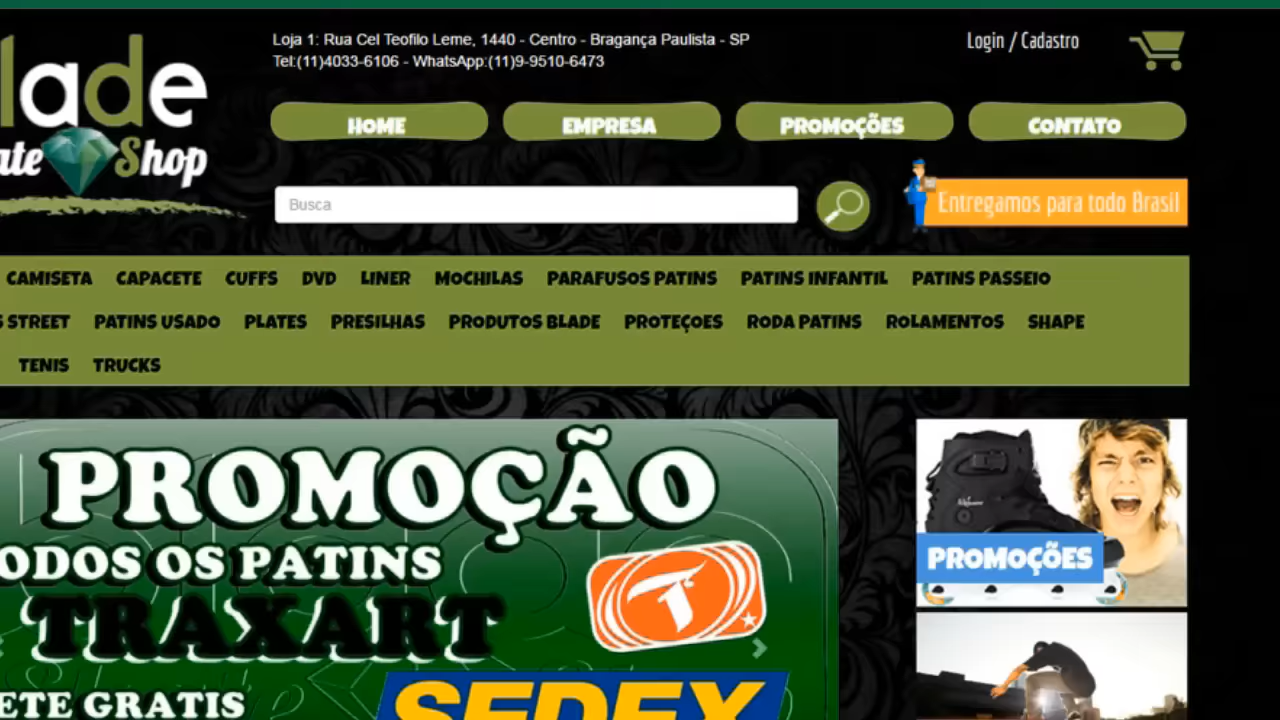 lade
ate Shop
Loja 1: Rua Cel Teofilo Leme, 1440 - Centro - Bragança Paulista - SP
Tel:(11)4033-6106 - WhatsApp:(11)9-9510-6473
Login / Cadastro
HOME
EMPRESA
PROMOÇÕES
CONTATO
Busca
Entregamos para todo Brasil
CAMISETA CAPACETE CUFFS DVD LINER MOCHILAS PARAFUSOS PATINS PATINS INFANTIL PATINS PASSEIO
S STREET PATINS USADO PLATES PRESILHAS PRODUTOS BLADE PROTEÇOES RODA PATINS ROLAMENTOS SHAPE
TENIS TRUCKS
PROMOÇÃO
ODOS OS PATINS
TRAXART
T
ETE GRATIS
SEDEX
PROMOÇÕES